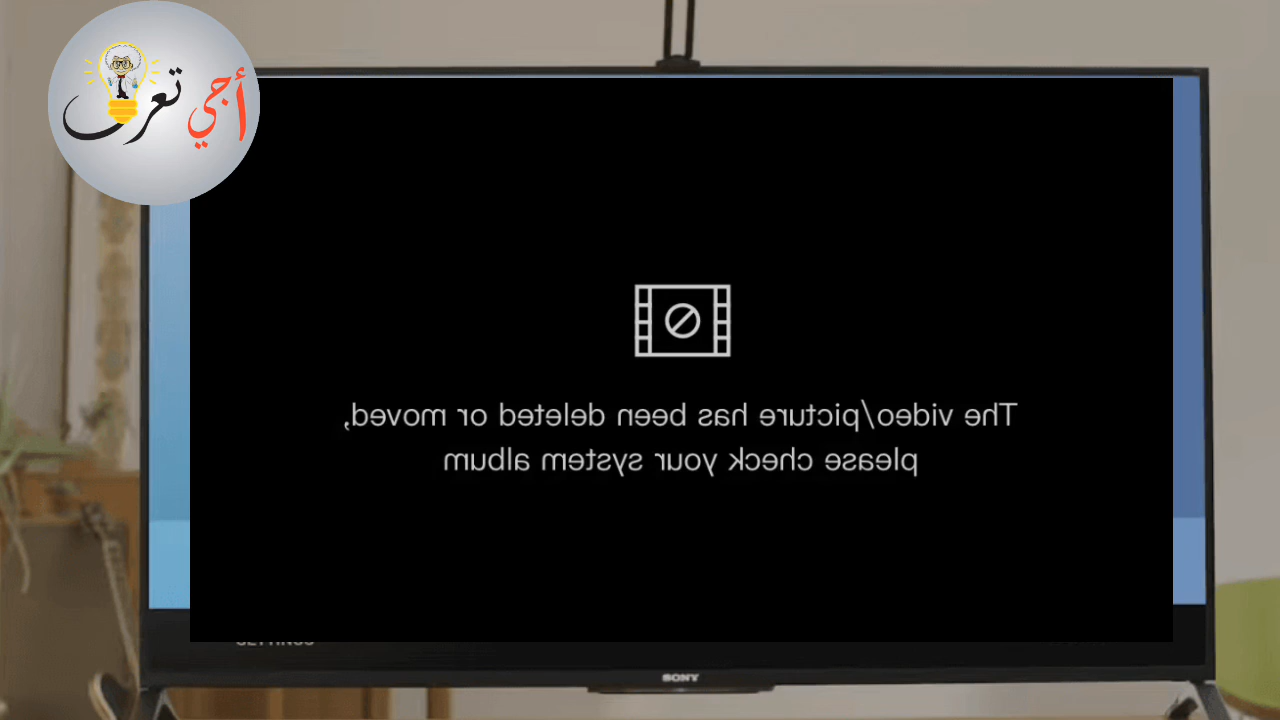 أجي تعرف
The video/picture has been deleted or moved,
please check your system album
SONY